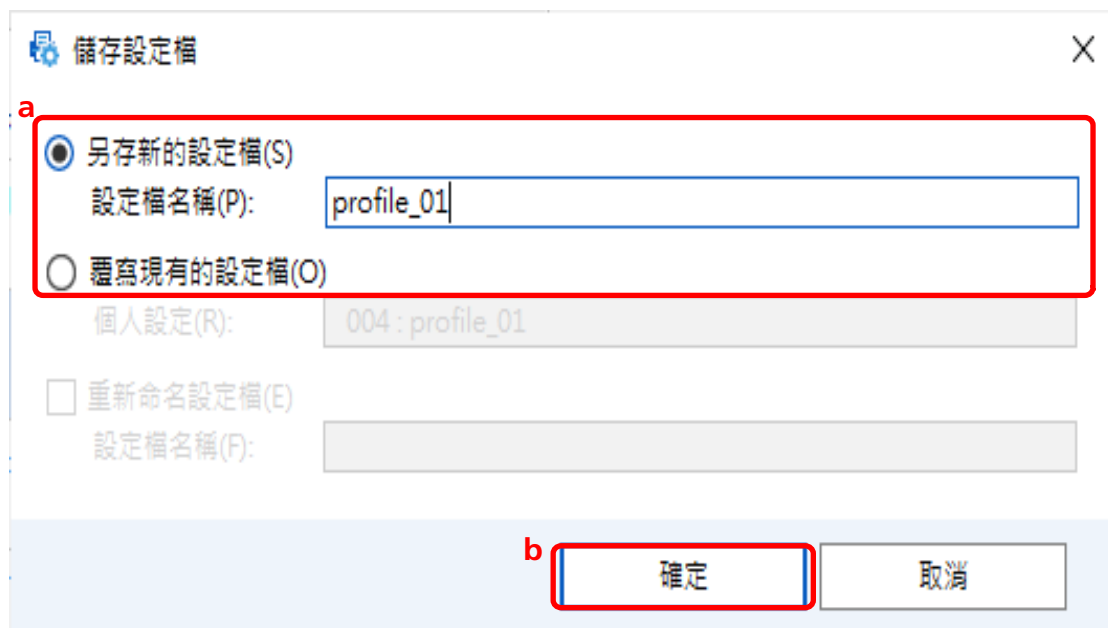 儲存設定檔
a
另存新的設定檔(S)
設定檔名稱(P): profile_01
覆寫現有的設定檔(O)
個人設定(R): 004 : profile_01
重新命名設定檔(E)
設定檔名稱(F):
b
確定 取消